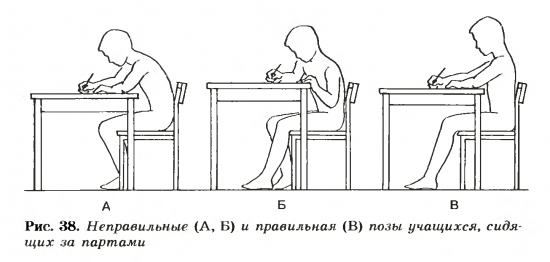 А Б В
Рис. 38. Неправильные (А, Б) и правильная (В) позы учащихся, сидя-
щих за партами